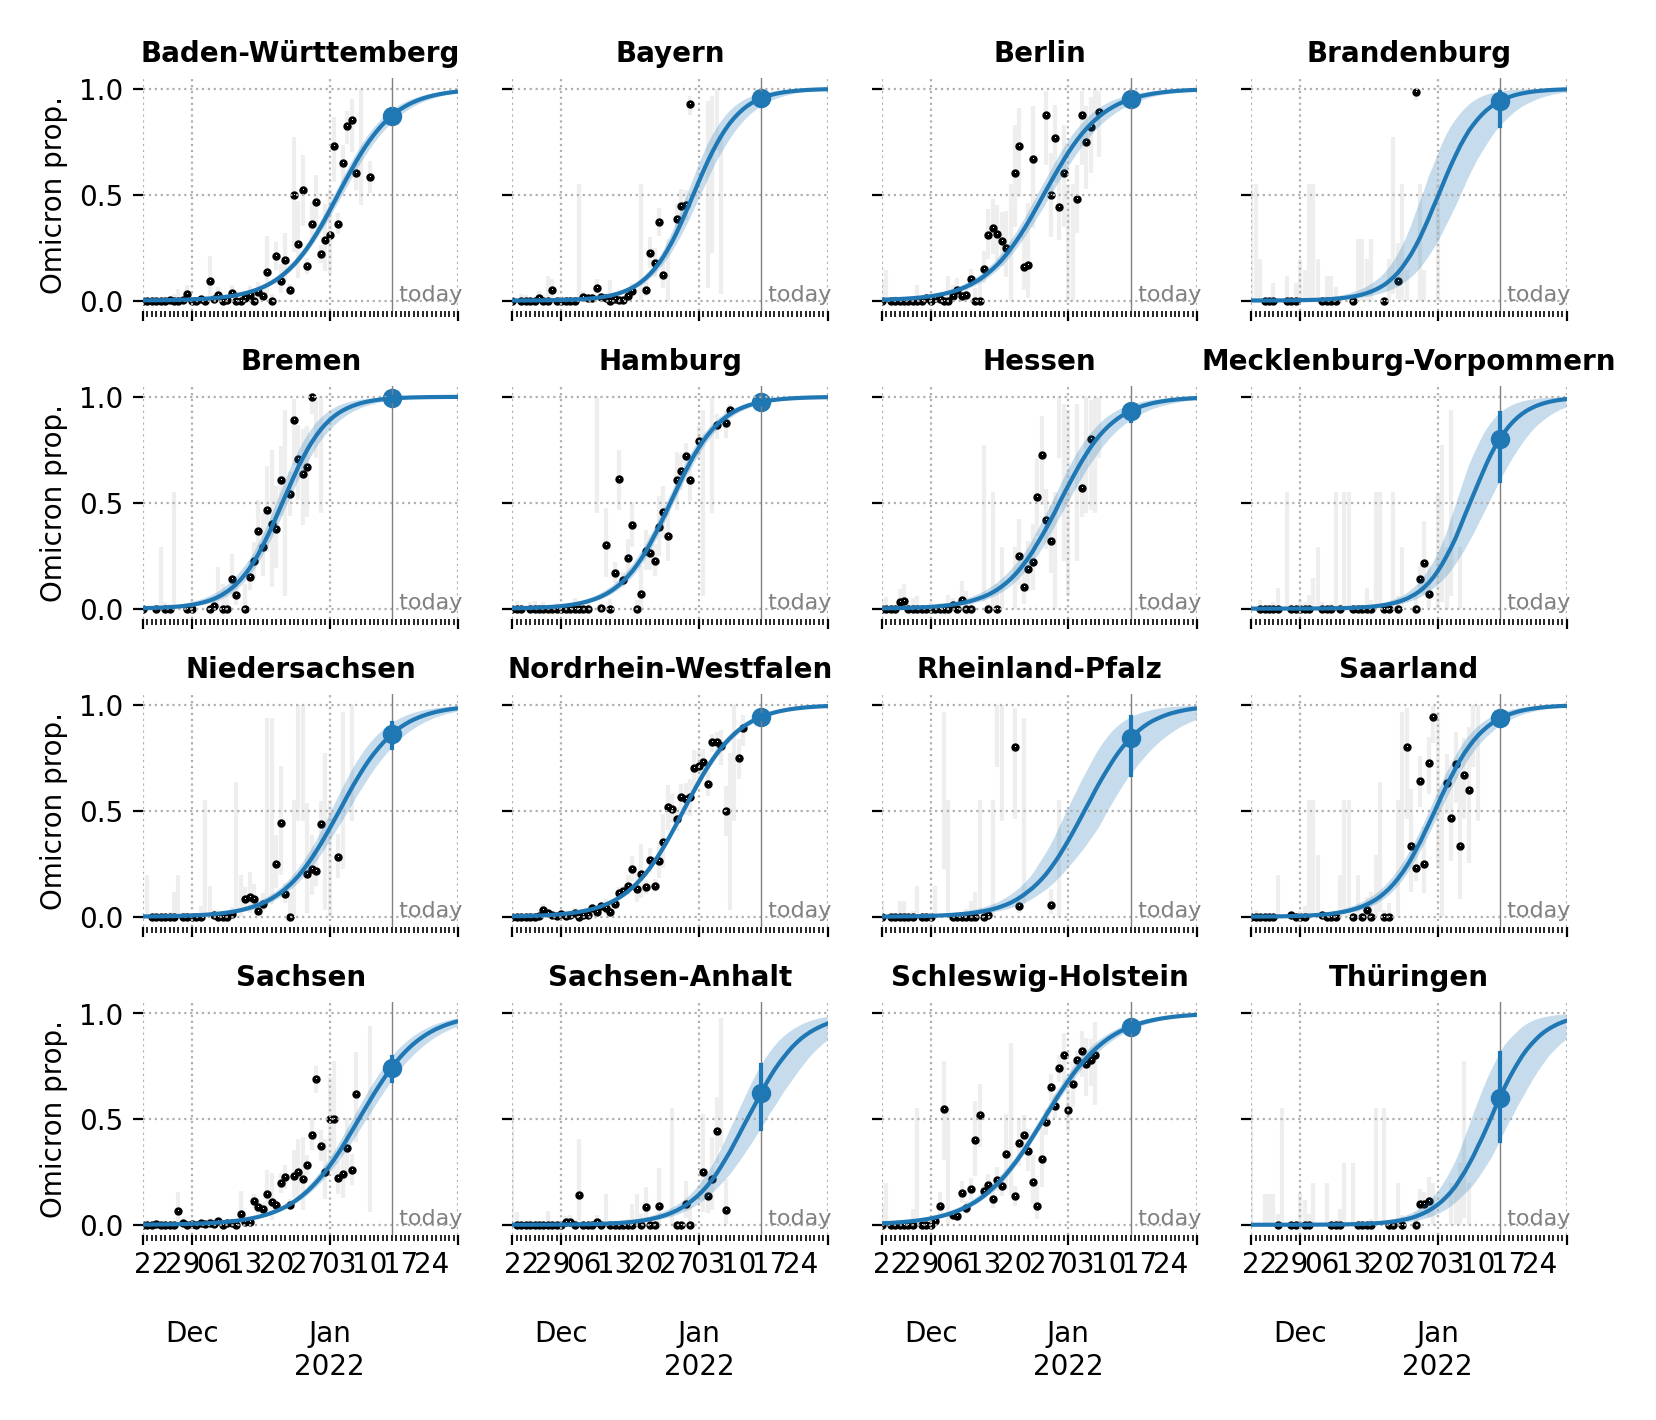 Baden-Württemberg Bayern Berlin Brandenburg
Omicron prop.
1.0
0.5
0.0
today today today today
Bremen Hamburg Hessen Mecklenburg-Vorpommern
Omicron prop.
1.0
0.5
0.0
today today today today
Niedersachsen Nordrhein-Westfalen Rheinland-Pfalz Saarland
Omicron prop.
1.0
0.5
0.0
today today today today
Sachsen Sachsen-Anhalt Schleswig-Holstein Thüringen
Omicron prop.
1.0
0.5
0.0
today today today today
22 29 06 13 20 27 03 10 17 24 22 29 06 13 20 27 03 10 17 24 22 29 06 13 20 27 03 10 17 24 22 29 06 13 20 27 03 10 17 24
Dec Jan Dec Jan Dec Jan Dec Jan
2022 2022 2022 2022